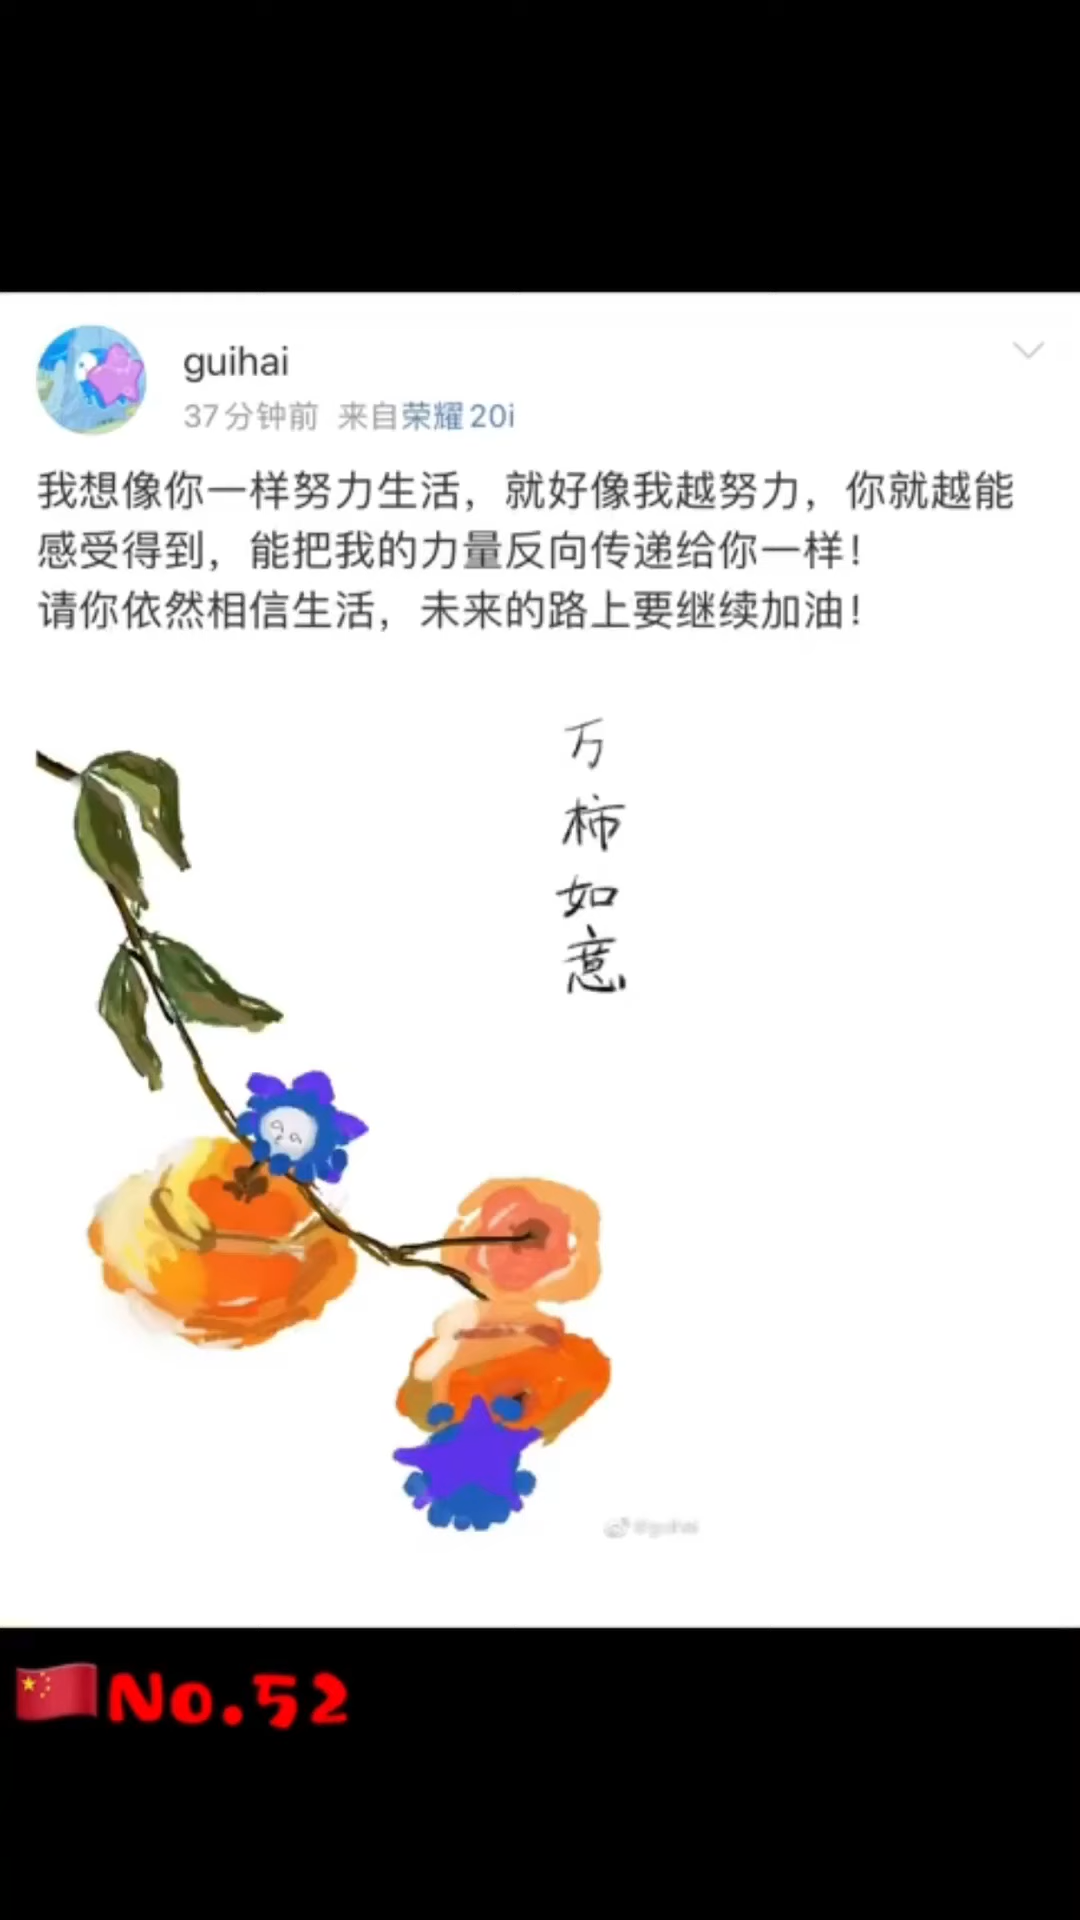 guihai
37分钟前 来自荣耀20i
我想像你一样努力生活，就好像我越努力，你就越能
感受得到，能把我的力量反向传递给你一样！
请你依然相信生活，未来的路上要继续加油！
万
柿
如
意
@guihai
🇨🇳No.52